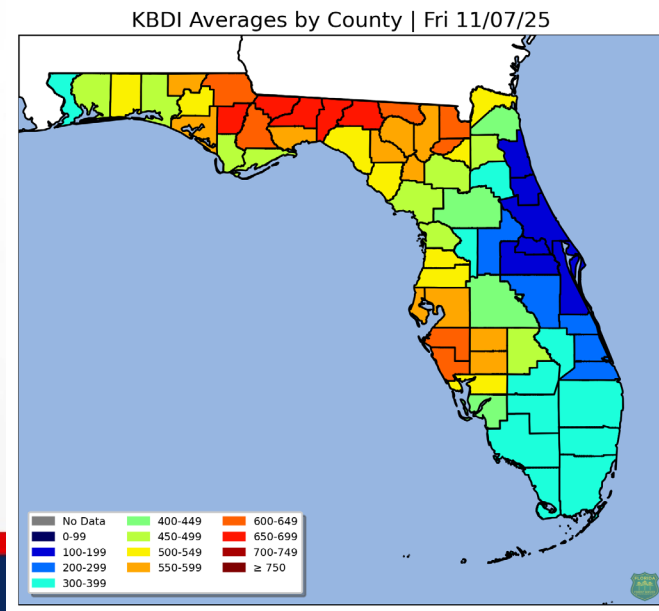 KBDI Averages by County | Fri 11/07/25
No Data 400-449 600-649
0-99 450-499 650-699
100-199 500-549 700-749
200-299 550-599 ≥ 750
300-399
FLORIDA